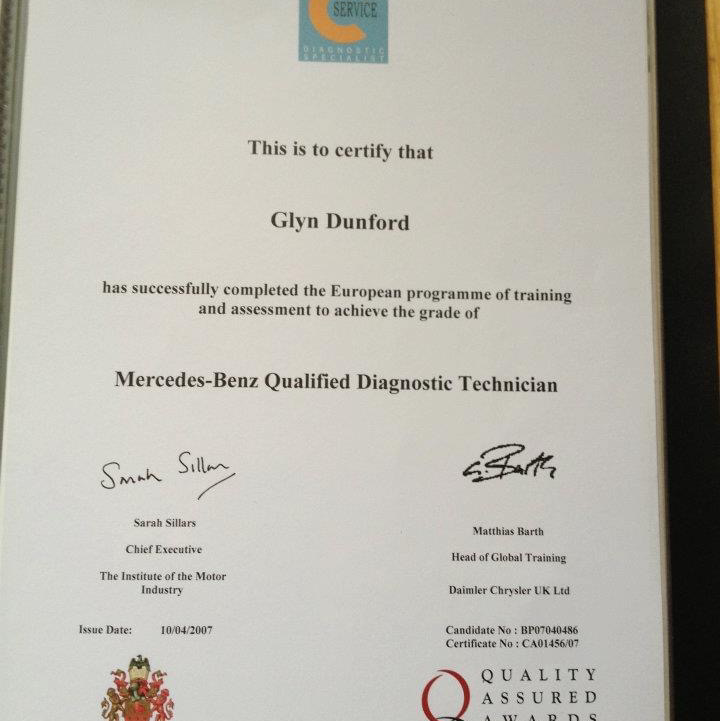 SERVICE
DIAGNOSTIC
SPECIALIST
This is to certify that
Glyn Dunford
has successfully completed the European programme of training
and assessment to achieve the grade of
Mercedes-Benz Qualified Diagnostic Technician
Sarah Sillars
Sarah Sillars
Chief Executive
The Institute of the Motor
Industry
Issue Date: 10/04/2007
G. Barth
Matthias Barth
Head of Global Training
Daimler Chrysler UK Ltd
Candidate No : BP07040486
Certificate No : CA01456/07
QUALITY
ASSURED
AWARDS